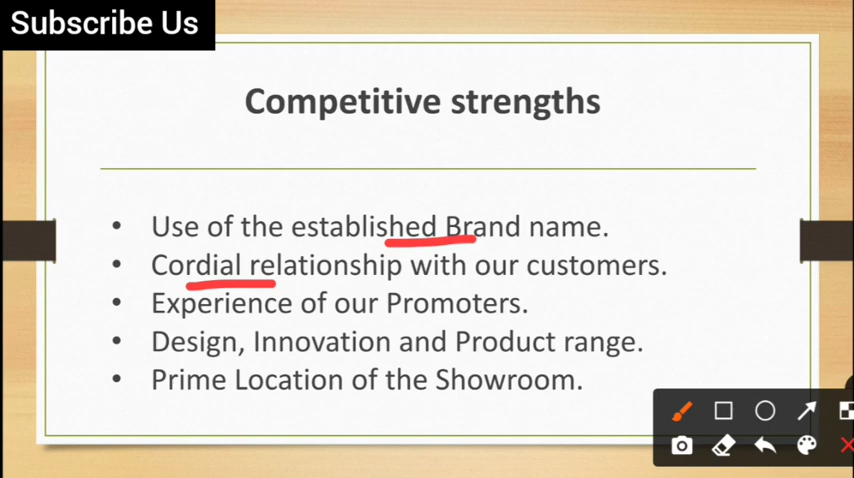 Subscribe Us
Competitive strengths
• Use of the established Brand name.
• Cordial relationship with our customers.
• Experience of our Promoters.
• Design, Innovation and Product range.
• Prime Location of the Showroom.